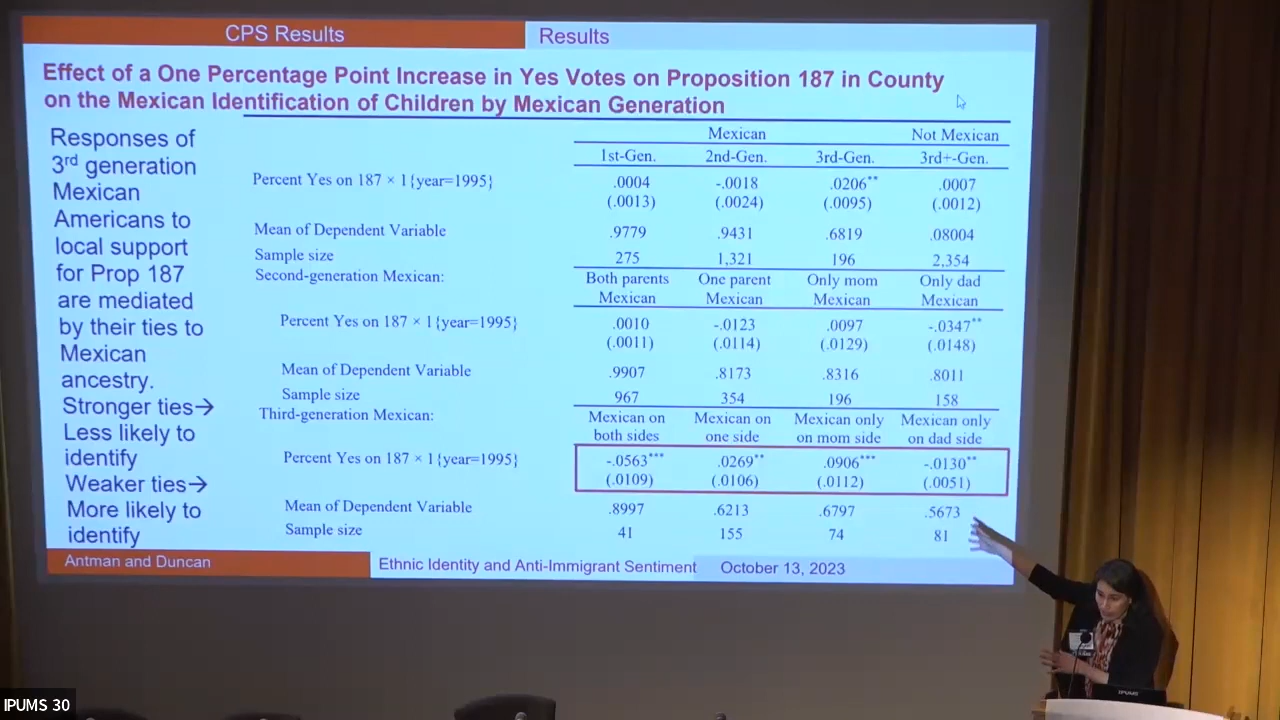 CPS Results
Results
Effect of a One Percentage Point Increase in Yes Votes on Proposition 187 in County
on the Mexican Identification of Children by Mexican Generation
Responses of
3rd generation
Mexican
Americans to
local support
for Prop 187
are mediated
by their ties to
Mexican
ancestry.
Stronger ties→
Less likely to
identify
Weaker ties→
More likely to
identify
Mexican Not Mexican
1st-Gen. 2nd-Gen. 3rd-Gen. 3rd+-Gen.
Percent Yes on 187 × 1{year=1995} .0004 -.0018 .0206** .0007
(.0013) (.0024) (.0095) (.0012)
Mean of Dependent Variable .9779 .9431 .6819 .08004
Sample size 275 1,321 196 2,354
Second-generation Mexican: Both parents One parent Only mom Only dad
Mexican Mexican Mexican Mexican
Percent Yes on 187 × 1{year=1995} .0010 -.0123 .0097 -.0347**
(.0011) (.0114) (.0129) (.0148)
Mean of Dependent Variable .9907 .8173 .8316 .8011
Sample size 967 354 196 158
Third-generation Mexican: Mexican on Mexican on Mexican only Mexican only
both sides one side on mom side on dad side
Percent Yes on 187 × 1{year=1995} -.0563*** .0269** .0906*** -.0130**
(.0109) (.0106) (.0112) (.0051)
Mean of Dependent Variable .8997 .6213 .6797 .5673
Sample size 41 155 74 81
Antman and Duncan
Ethnic Identity and Anti-Immigrant Sentiment
October 13, 2023
IPUMS
IPUMS 30